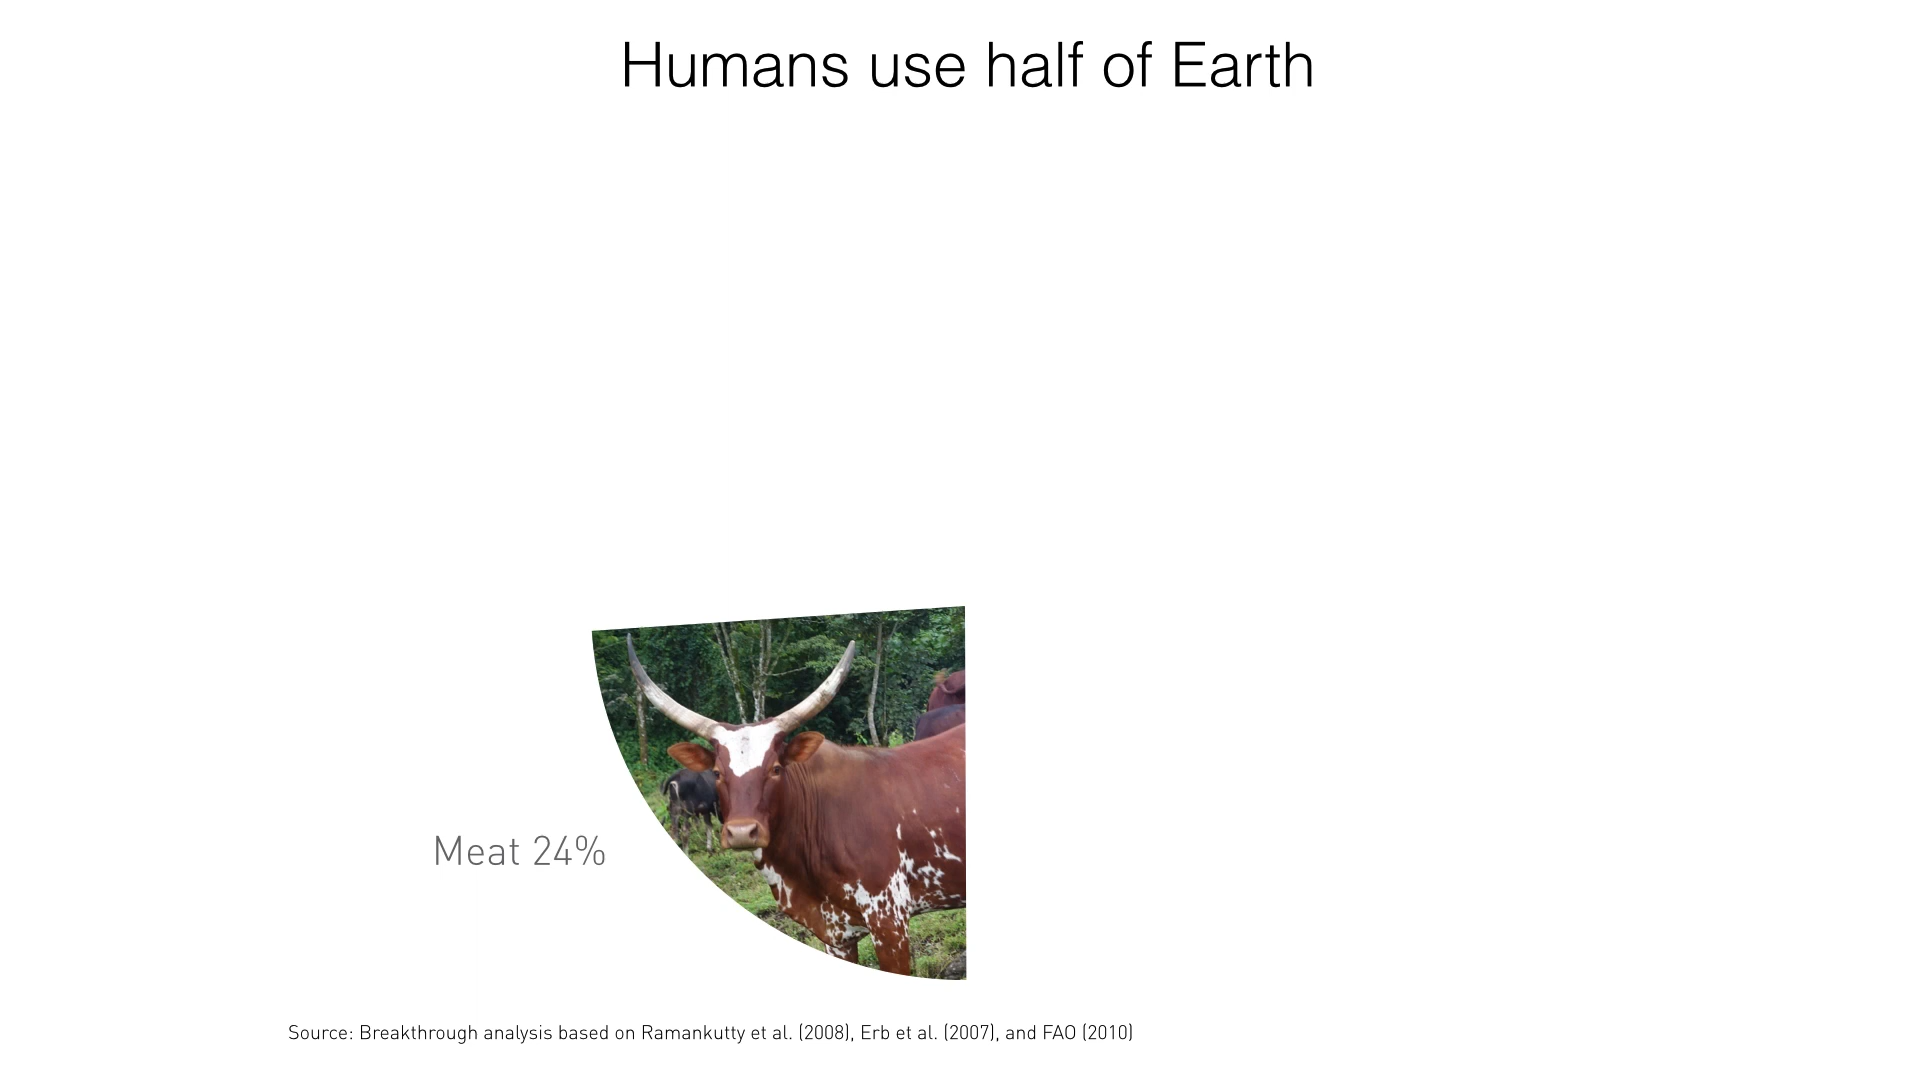 Humans use half of Earth
Meat 24%
Source: Breakthrough analysis based on Ramankutty et al. (2008), Erb et al. (2007), and FAO (2010)